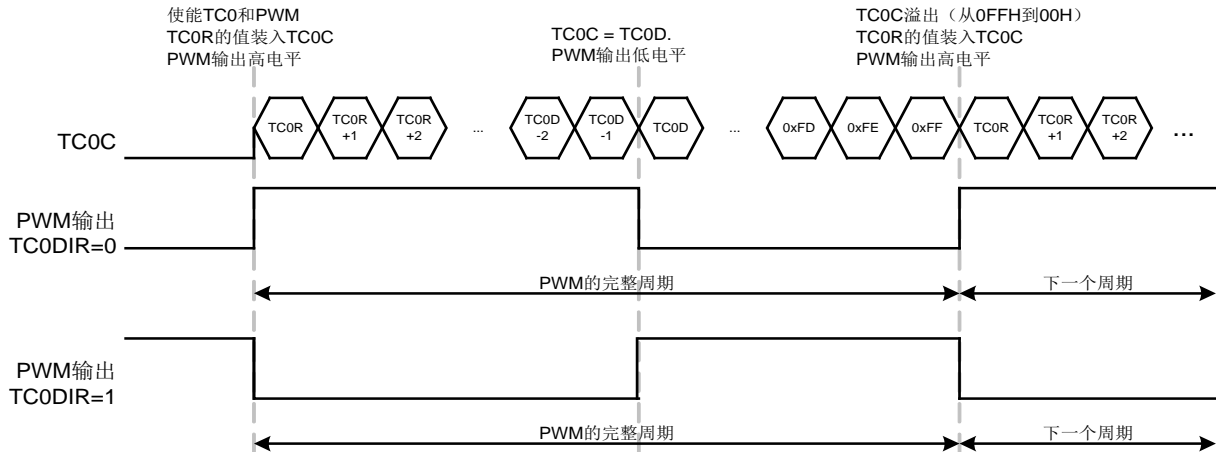 使能TC0和PWM
TC0R的值装入TC0C
PWM输出高电平
TC0C = TC0D.
PWM输出低电平
TC0C溢出（从0FFH到00H）
TC0R的值装入TC0C
PWM输出高电平
TC0C
TC0R
TC0R
+1
TC0R
+2
...
TC0D
-2
TC0D
-1
TC0D
...
0xFD
0xFE
0xFF
TC0R
TC0R
+1
TC0R
+2
...
PWM输出
TC0DIR=0
PWM的完整周期
下一个周期
PWM输出
TC0DIR=1
PWM的完整周期
下一个周期